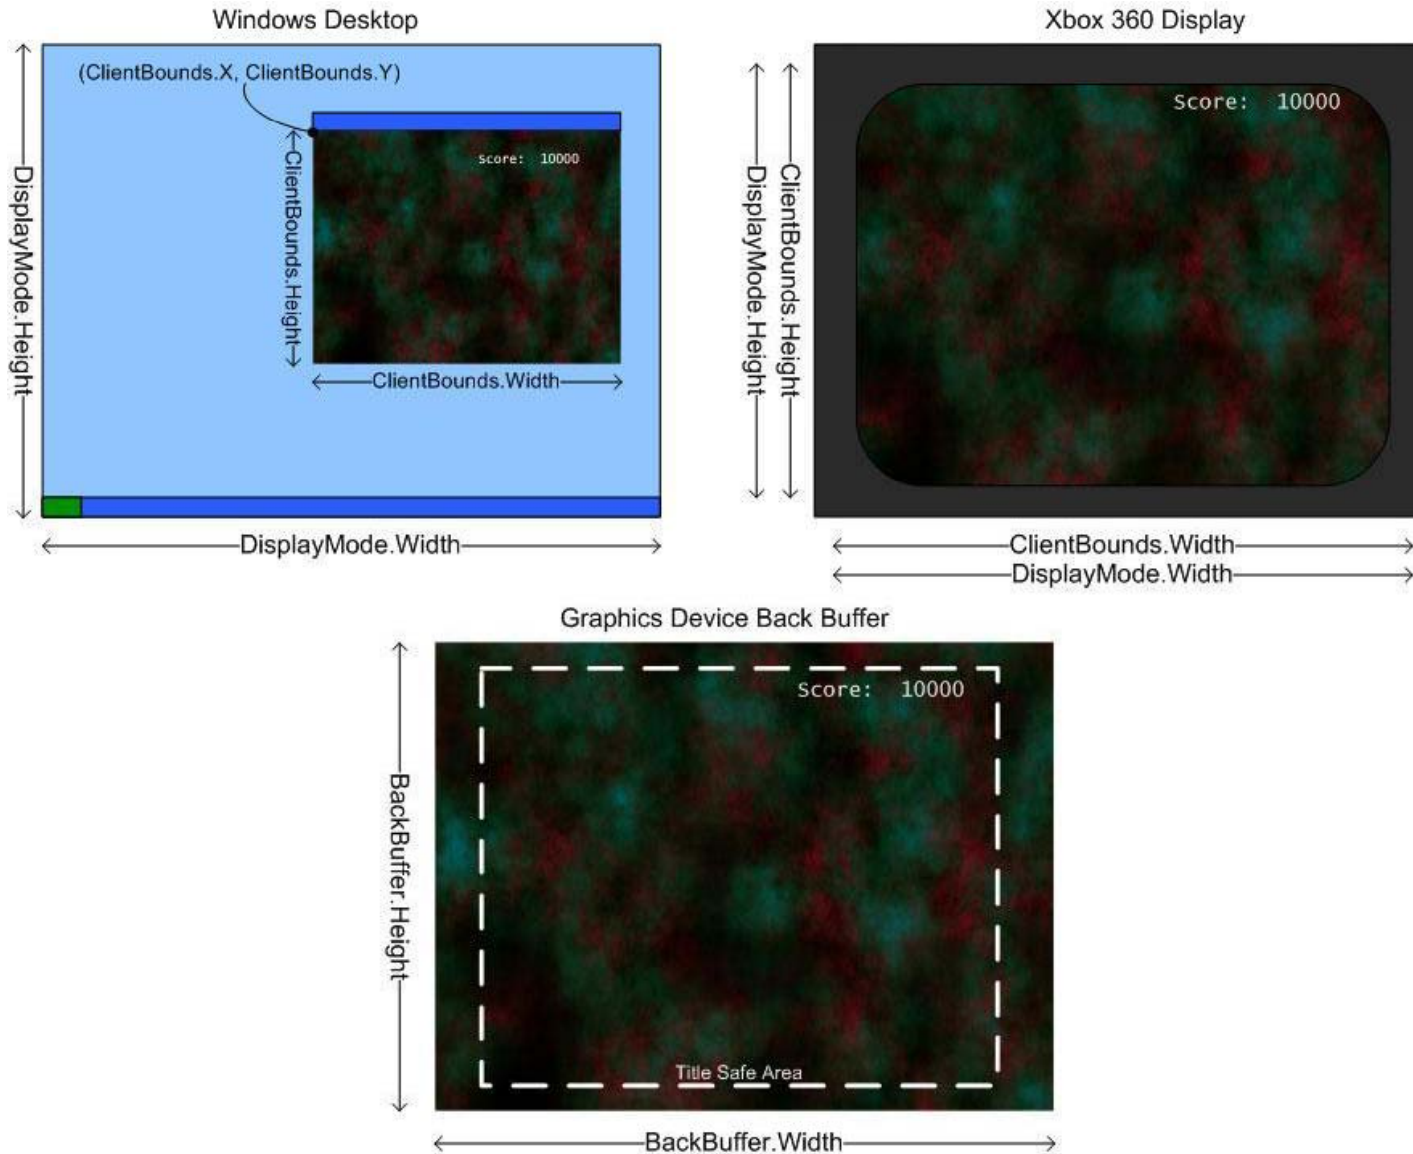 Windows Desktop
(ClientBounds.X, ClientBounds.Y)
Score:  10000
ClientBounds.Height
ClientBounds.Width
DisplayMode.Height
DisplayMode.Width
Xbox 360 Display
Score:  10000
DisplayMode.Height
ClientBounds.Height
ClientBounds.Width
DisplayMode.Width
Graphics Device Back Buffer
Score:  10000
BackBuffer.Height
Title Safe Area
BackBuffer.Width